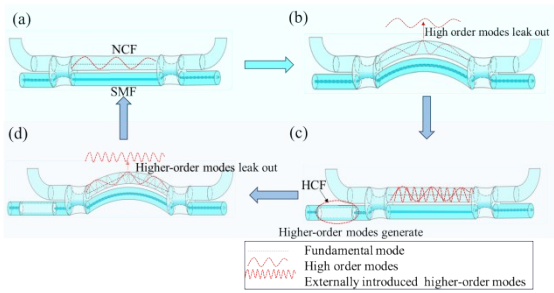 (a)
NCF
SMF
(b)
High order modes leak out
(d)
Higher-order modes leak out
(c)
HCF
Higher-order modes generate
Fundamental mode
High order modes
Externally introduced higher-order modes